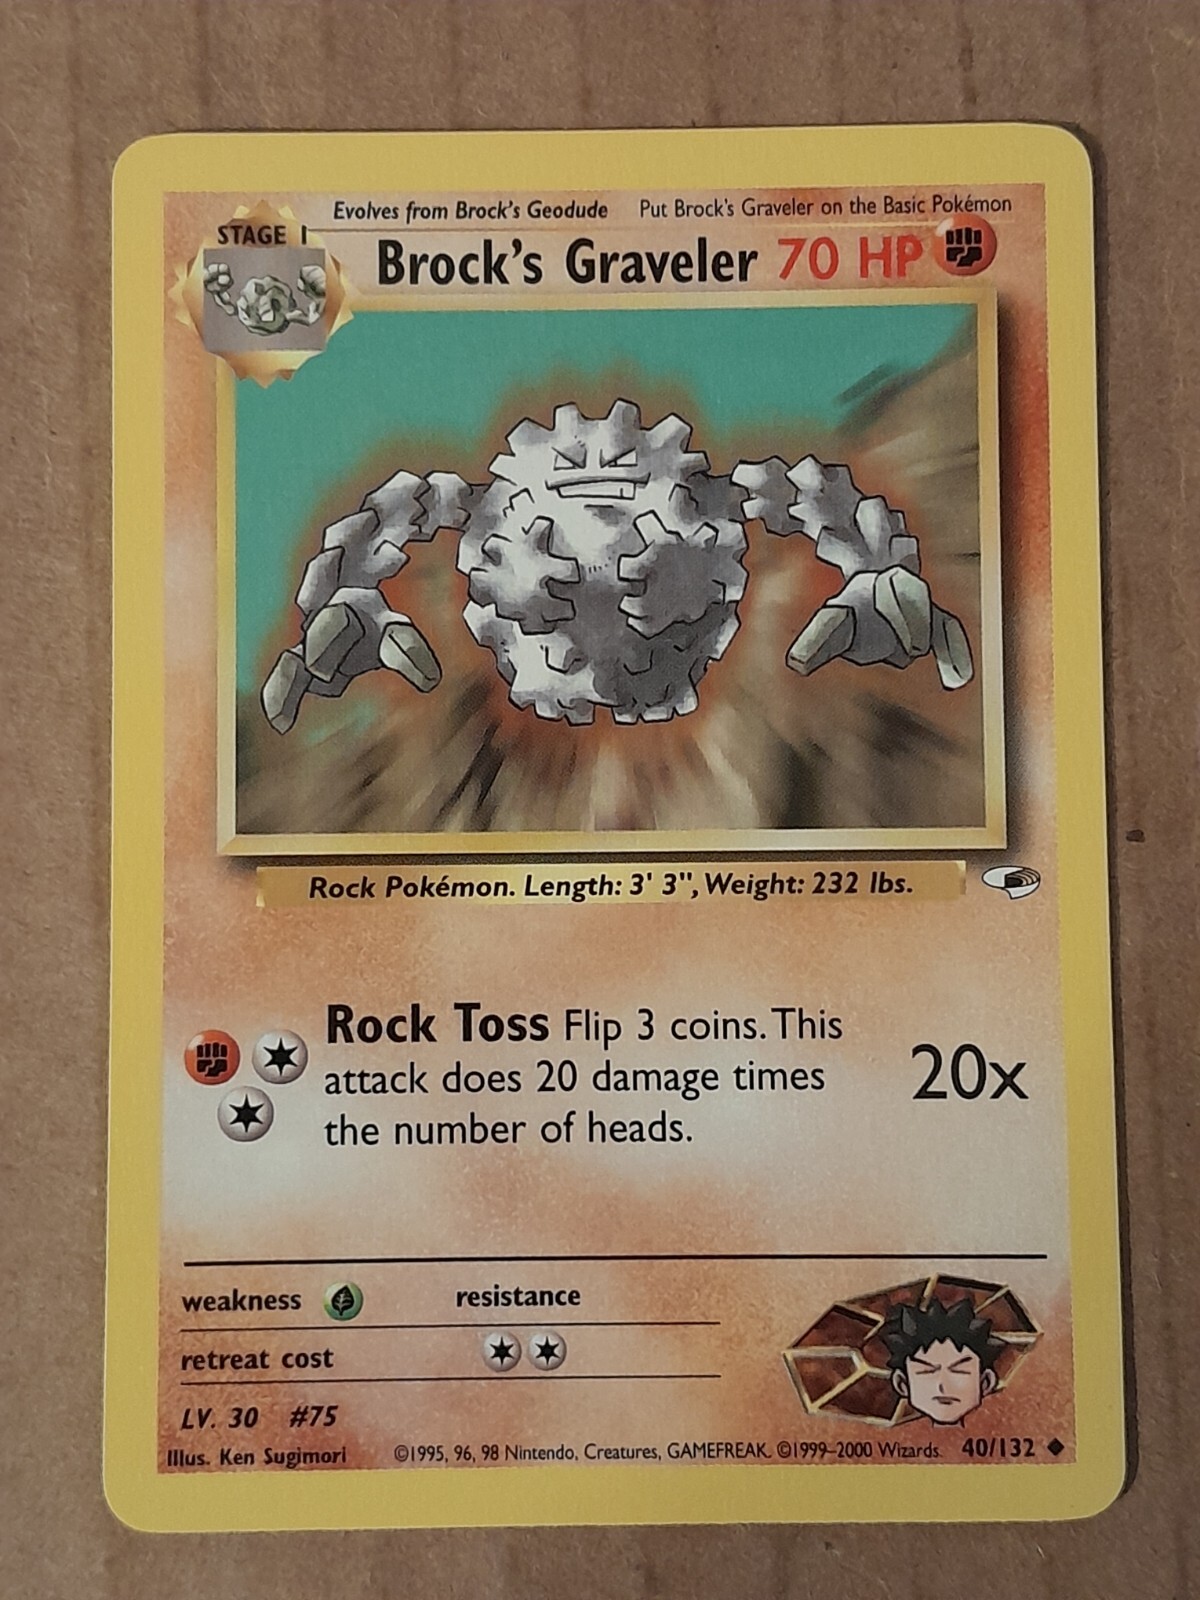 Evolves from Brock's Geodude Put Brock's Graveler on the Basic Pokémon
STAGE 1
Brock's Graveler 70 HP
Rock Pokémon. Length: 3' 3", Weight: 232 lbs.
Rock Toss Flip 3 coins. This
attack does 20 damage times
the number of heads.
20x
weakness resistance
retreat cost
LV. 30 #75
Illus. Ken Sugimori ©1995, 96, 98 Nintendo, Creatures, GAMEFREAK. ©1999–2000 Wizards. 40/132